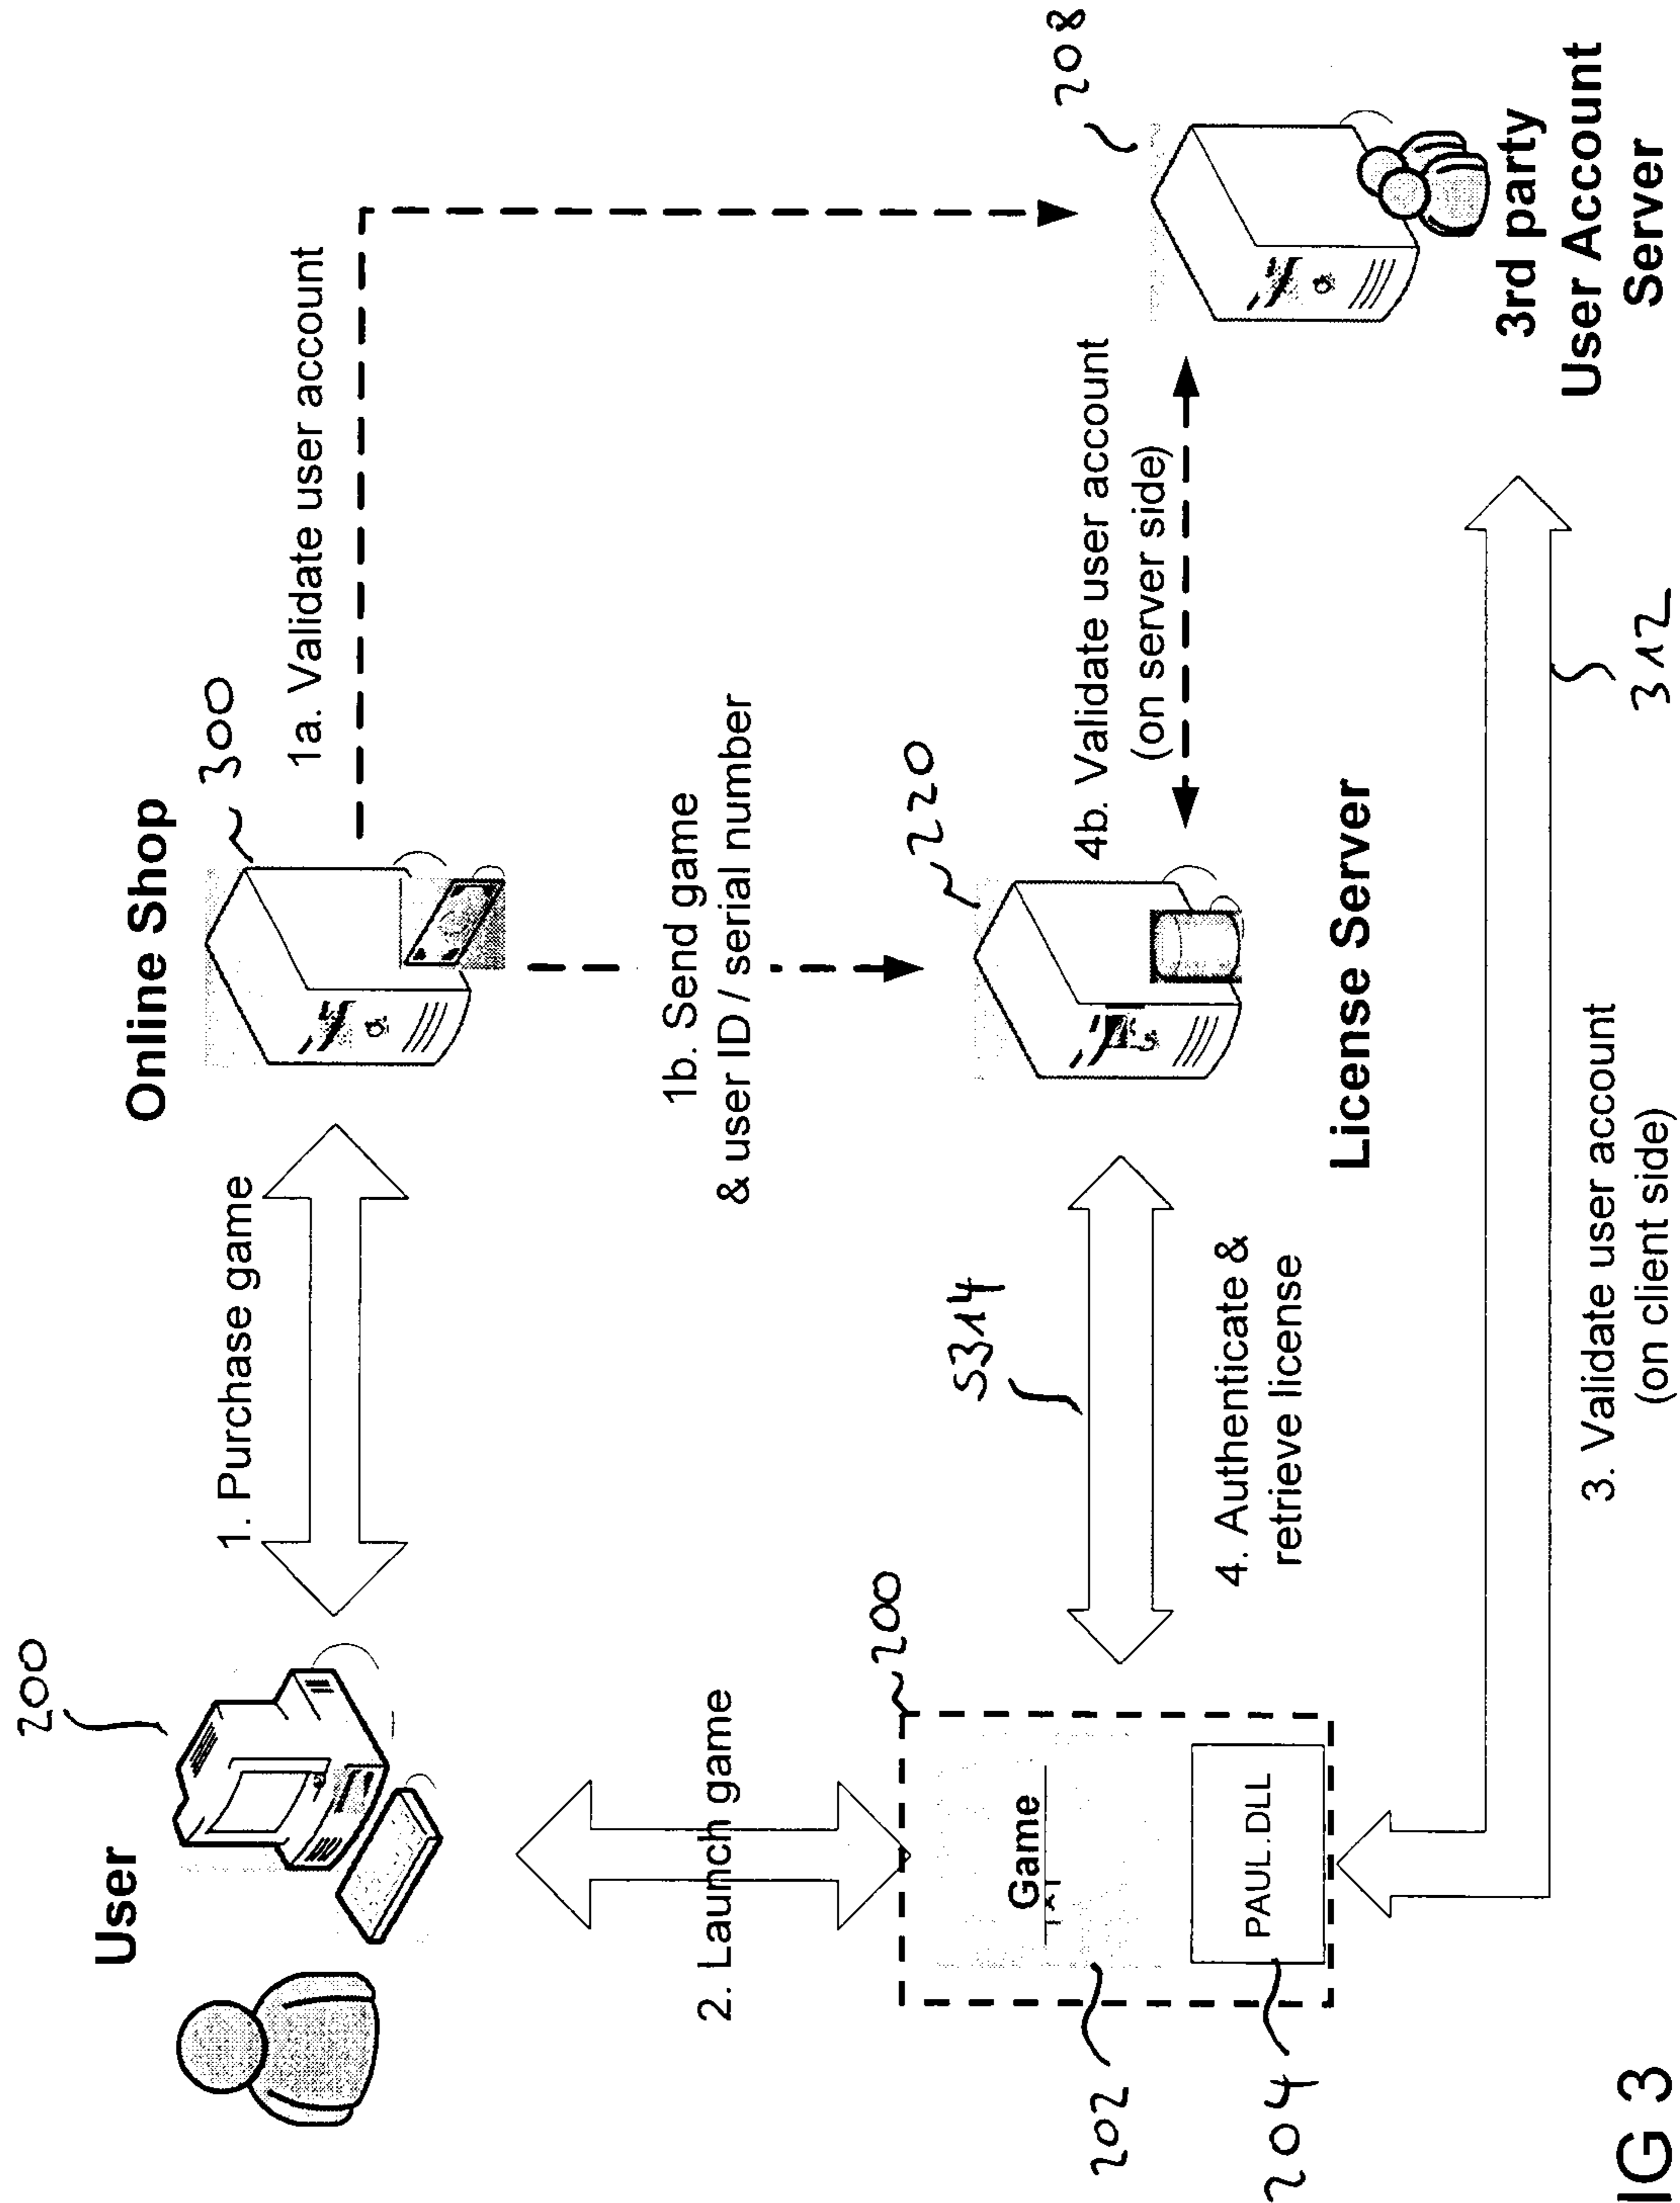 200
User
1. Purchase game
Online Shop
300
1a. Validate user account
2. Launch game
1b. Send game
& user ID / serial number
200
Game
202
PAUL.DLL
204
S314
4. Authenticate &
retrieve license
220
License Server
4b. Validate user account
(on server side)
208
3rd party
User Account
Server
312
3. Validate user account
(on client side)
IG 3